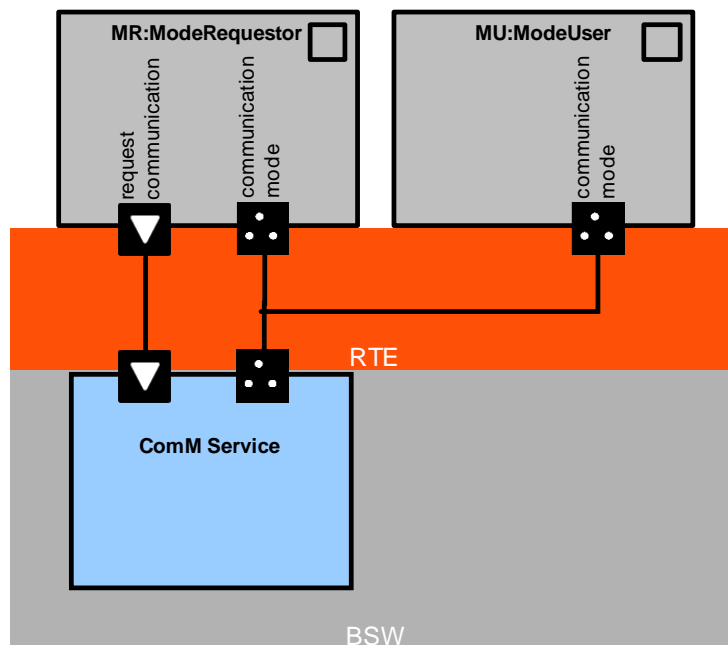 MR:ModeRequestor
MU:ModeUser
request
communication
communication
mode
communication
mode
RTE
ComM Service
BSW